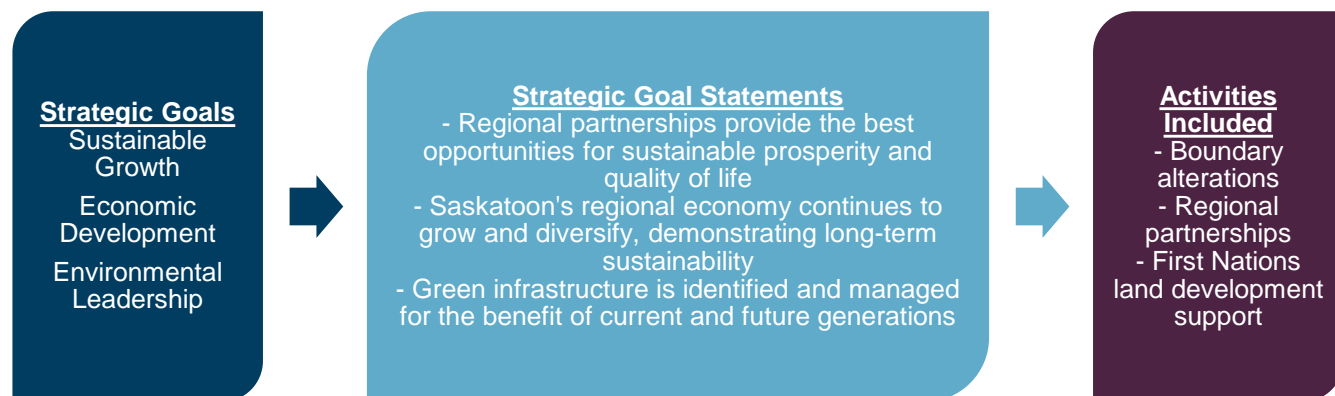 Strategic Goals
Sustainable
Growth
Economic
Development
Environmental
Leadership
Strategic Goal Statements
- Regional partnerships provide the best
opportunities for sustainable prosperity and
quality of life
- Saskatoon's regional economy continues to
grow and diversify, demonstrating long-term
sustainability
- Green infrastructure is identified and managed
for the benefit of current and future generations
Activities
Included
- Boundary
alterations
- Regional
partnerships
- First Nations
land development
support